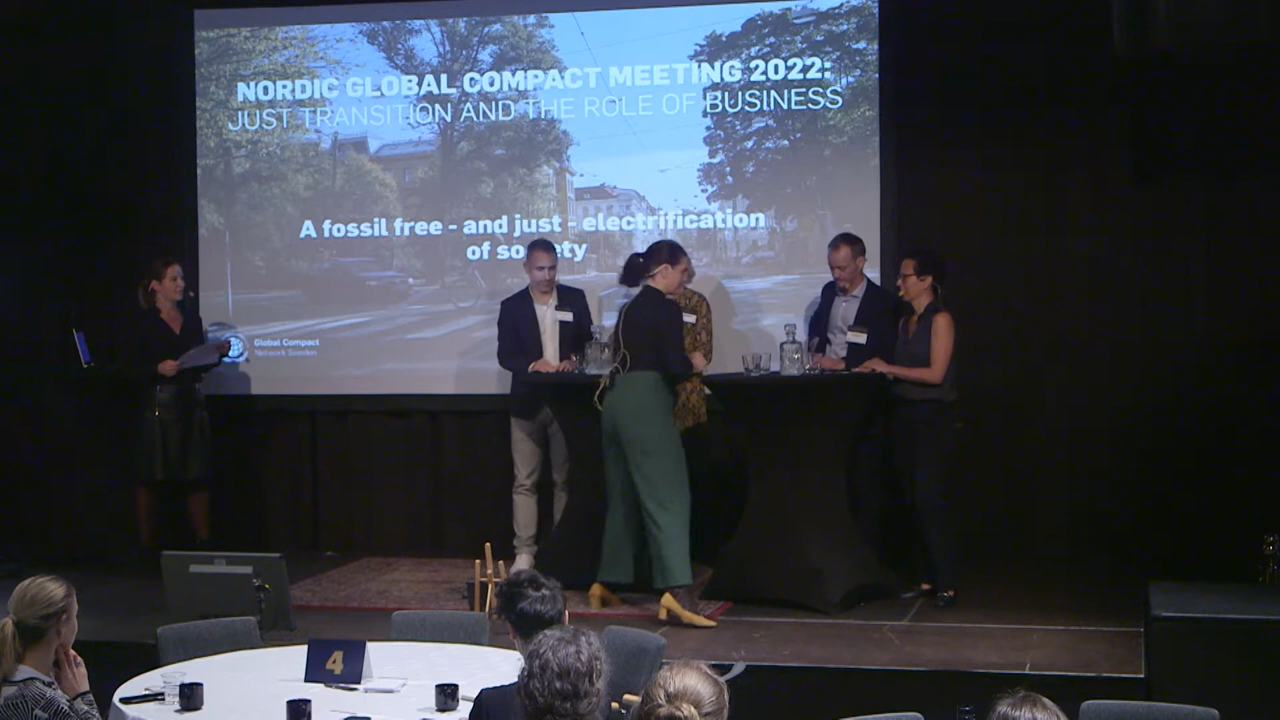 NORDIC GLOBAL COMPACT MEETING 2022:
JUST TRANSITION AND THE ROLE OF BUSINESS
A fossil free - and just - electrification
of society
Global Compact
Network Sweden
4